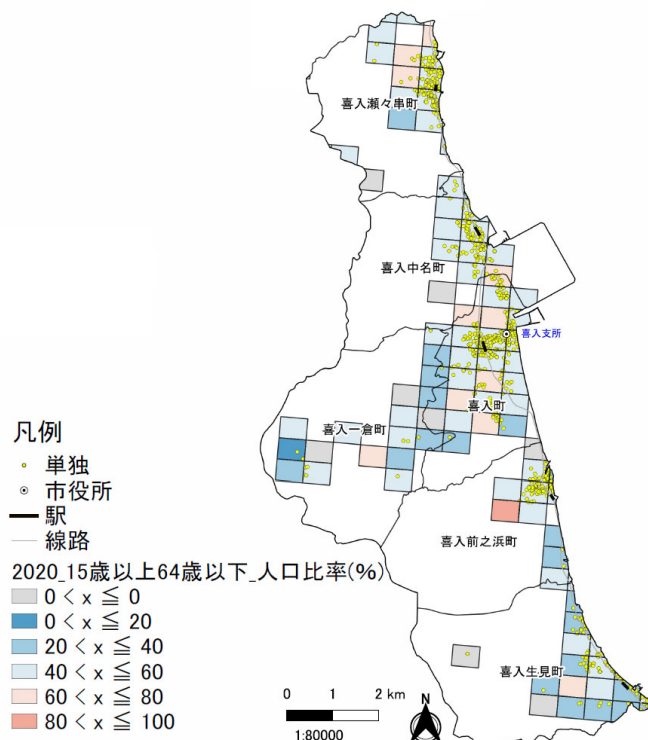 喜入瀬々串町
喜入中名町
喜入支所
喜入町
喜入一倉町
喜入前之浜町
喜入生見町
凡例
単独
市役所
駅
線路
2020_15歳以上64歳以下_人口比率(%)
0 < x ≦ 0
0 < x ≦ 20
20 < x ≦ 40
40 < x ≦ 60
60 < x ≦ 80
80 < x ≦ 100
0 1 2 km
1:80000
N